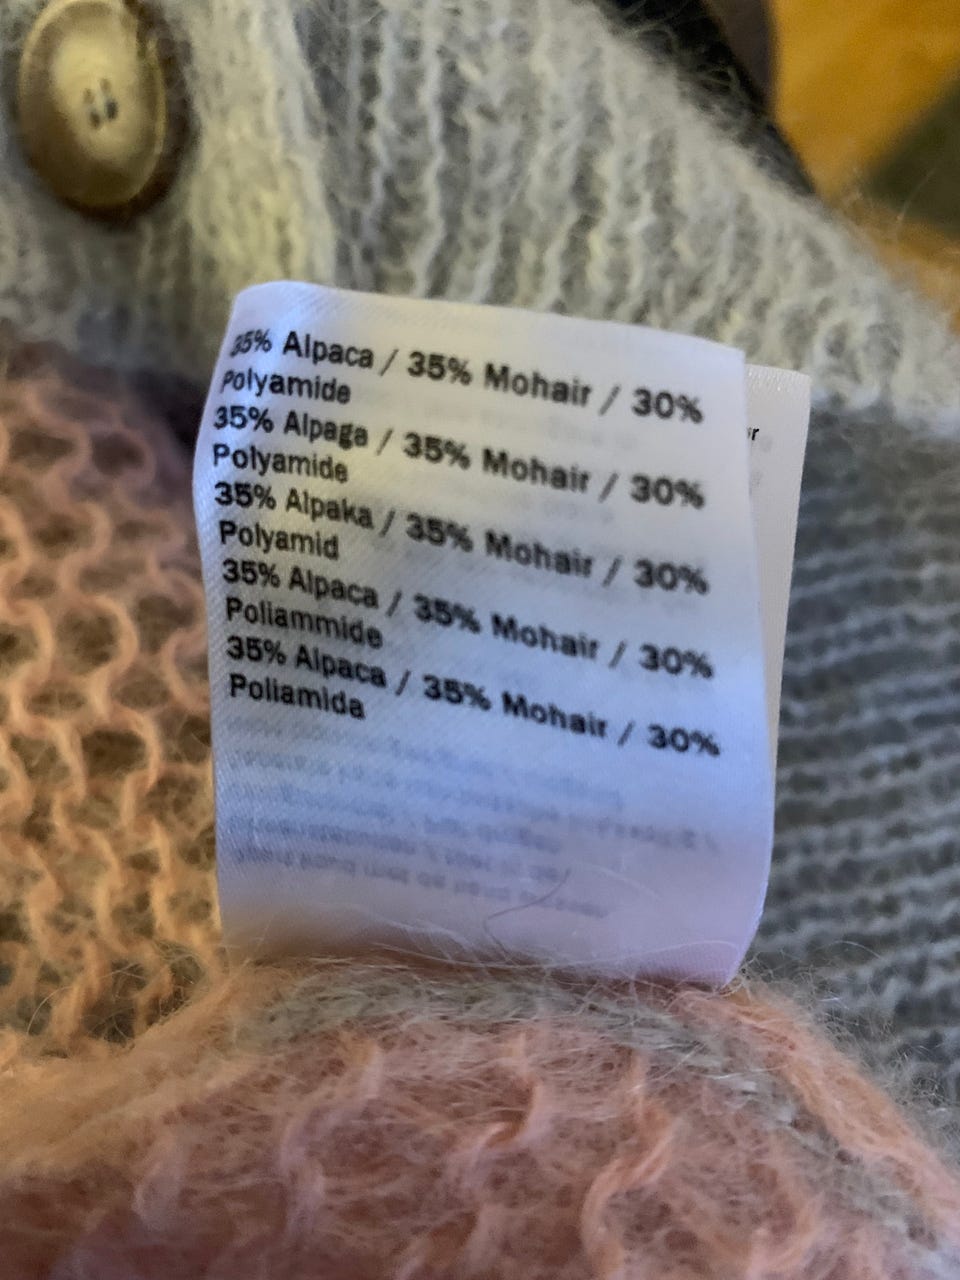 35% Alpaca / 35% Mohair / 30%
Polyamide
35% Alpaga / 35% Mohair / 30%
Polyamide
35% Alpaka / 35% Mohair / 30%
Polyamid
35% Alpaca / 35% Mohair / 30%
Poliammide
35% Alpaca / 35% Mohair / 30%
Poliamida